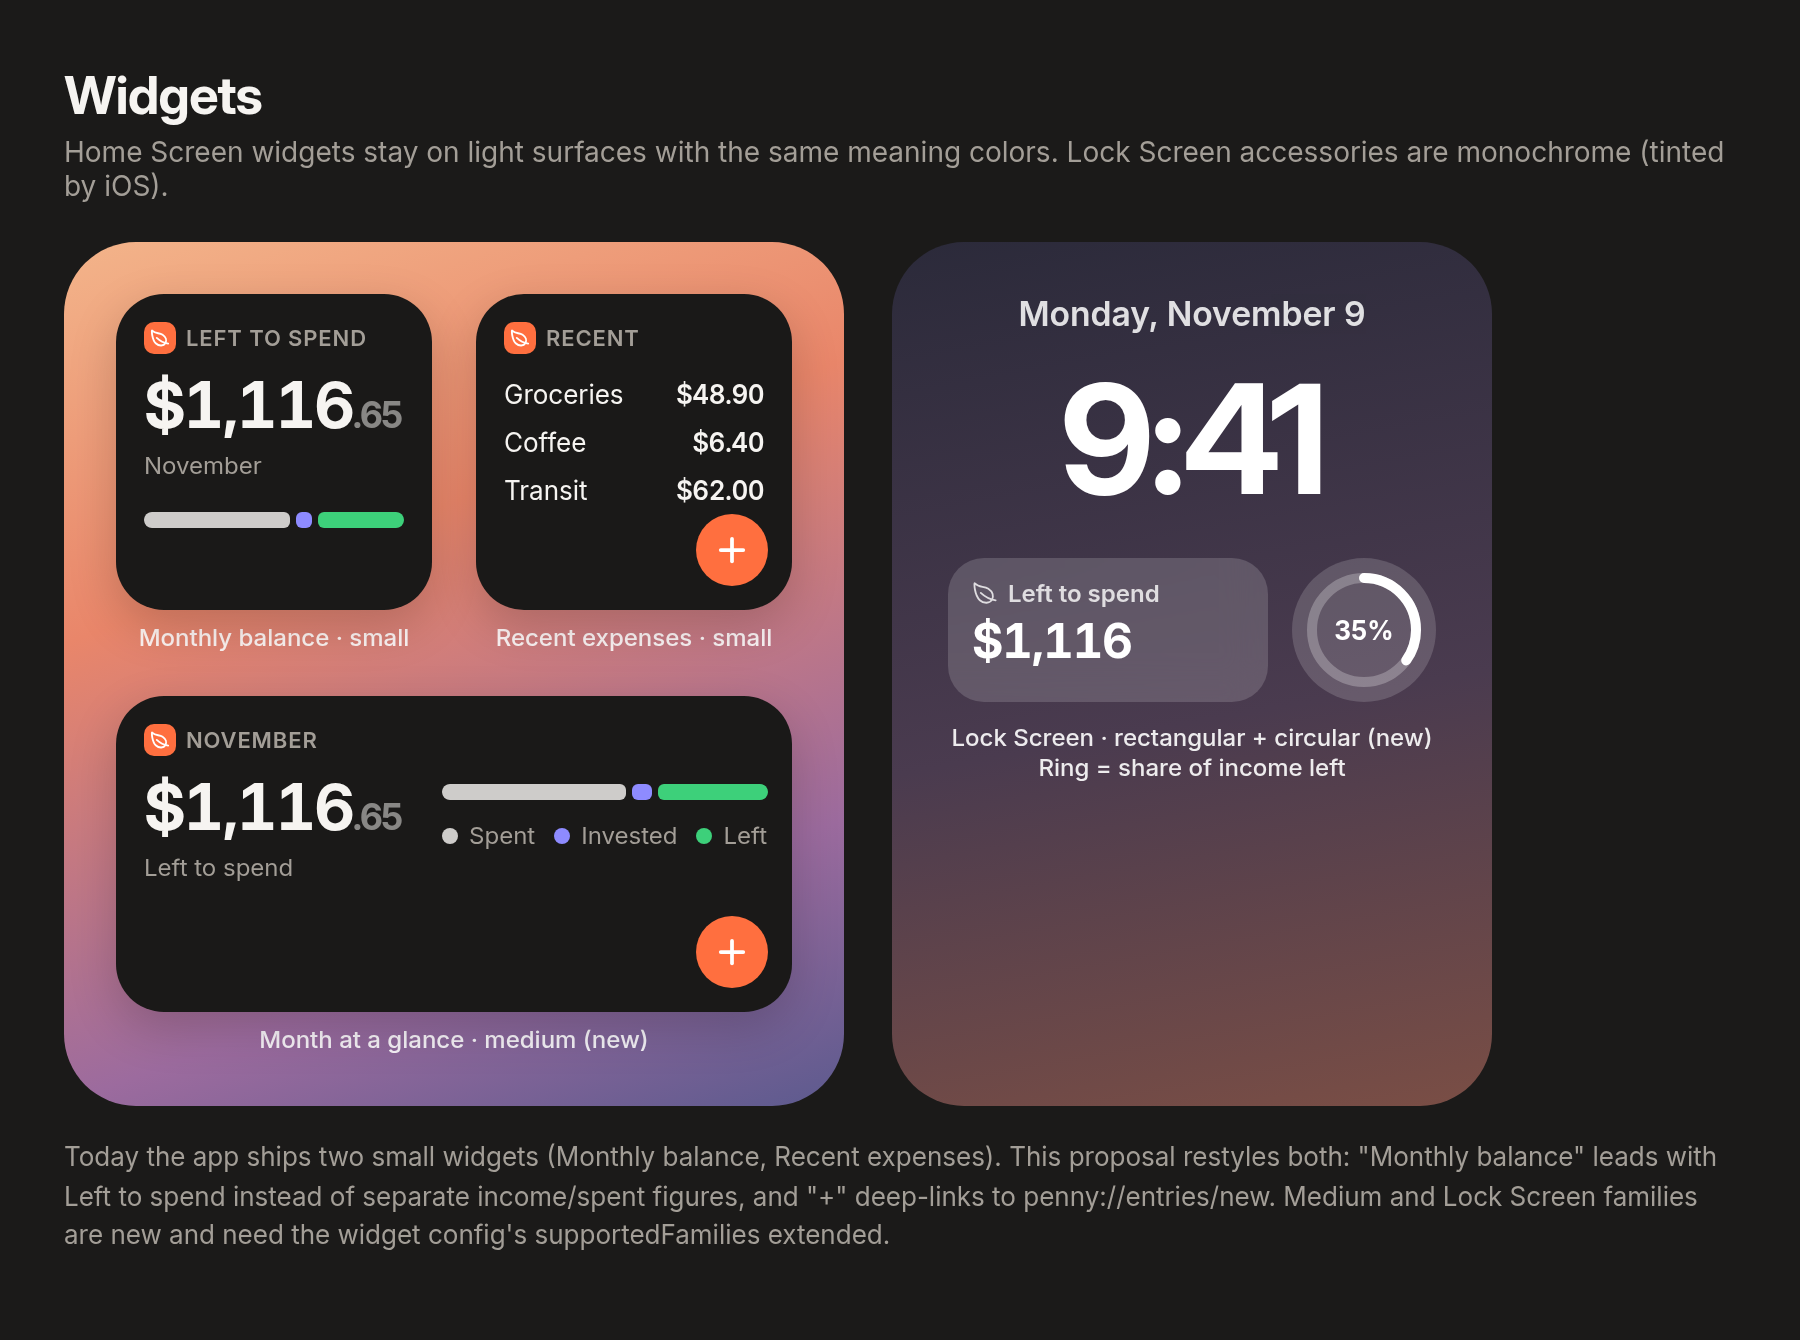 Widgets
Home Screen widgets stay on light surfaces with the same meaning colors. Lock Screen accessories are monochrome (tinted
by iOS).
LEFT TO SPEND
$1,116.65
November
Monthly balance · small
RECENT
Groceries $48.90
Coffee $6.40
Transit $62.00
Recent expenses · small
NOVEMBER
$1,116.65
Left to spend
Spent Invested Left
Month at a glance · medium (new)
Monday, November 9
9:41
Left to spend
$1,116
35%
Lock Screen · rectangular + circular (new)
Ring = share of income left
Today the app ships two small widgets (Monthly balance, Recent expenses). This proposal restyles both: "Monthly balance" leads with
Left to spend instead of separate income/spent figures, and "+" deep-links to penny://entries/new. Medium and Lock Screen families
are new and need the widget config's supportedFamilies extended.